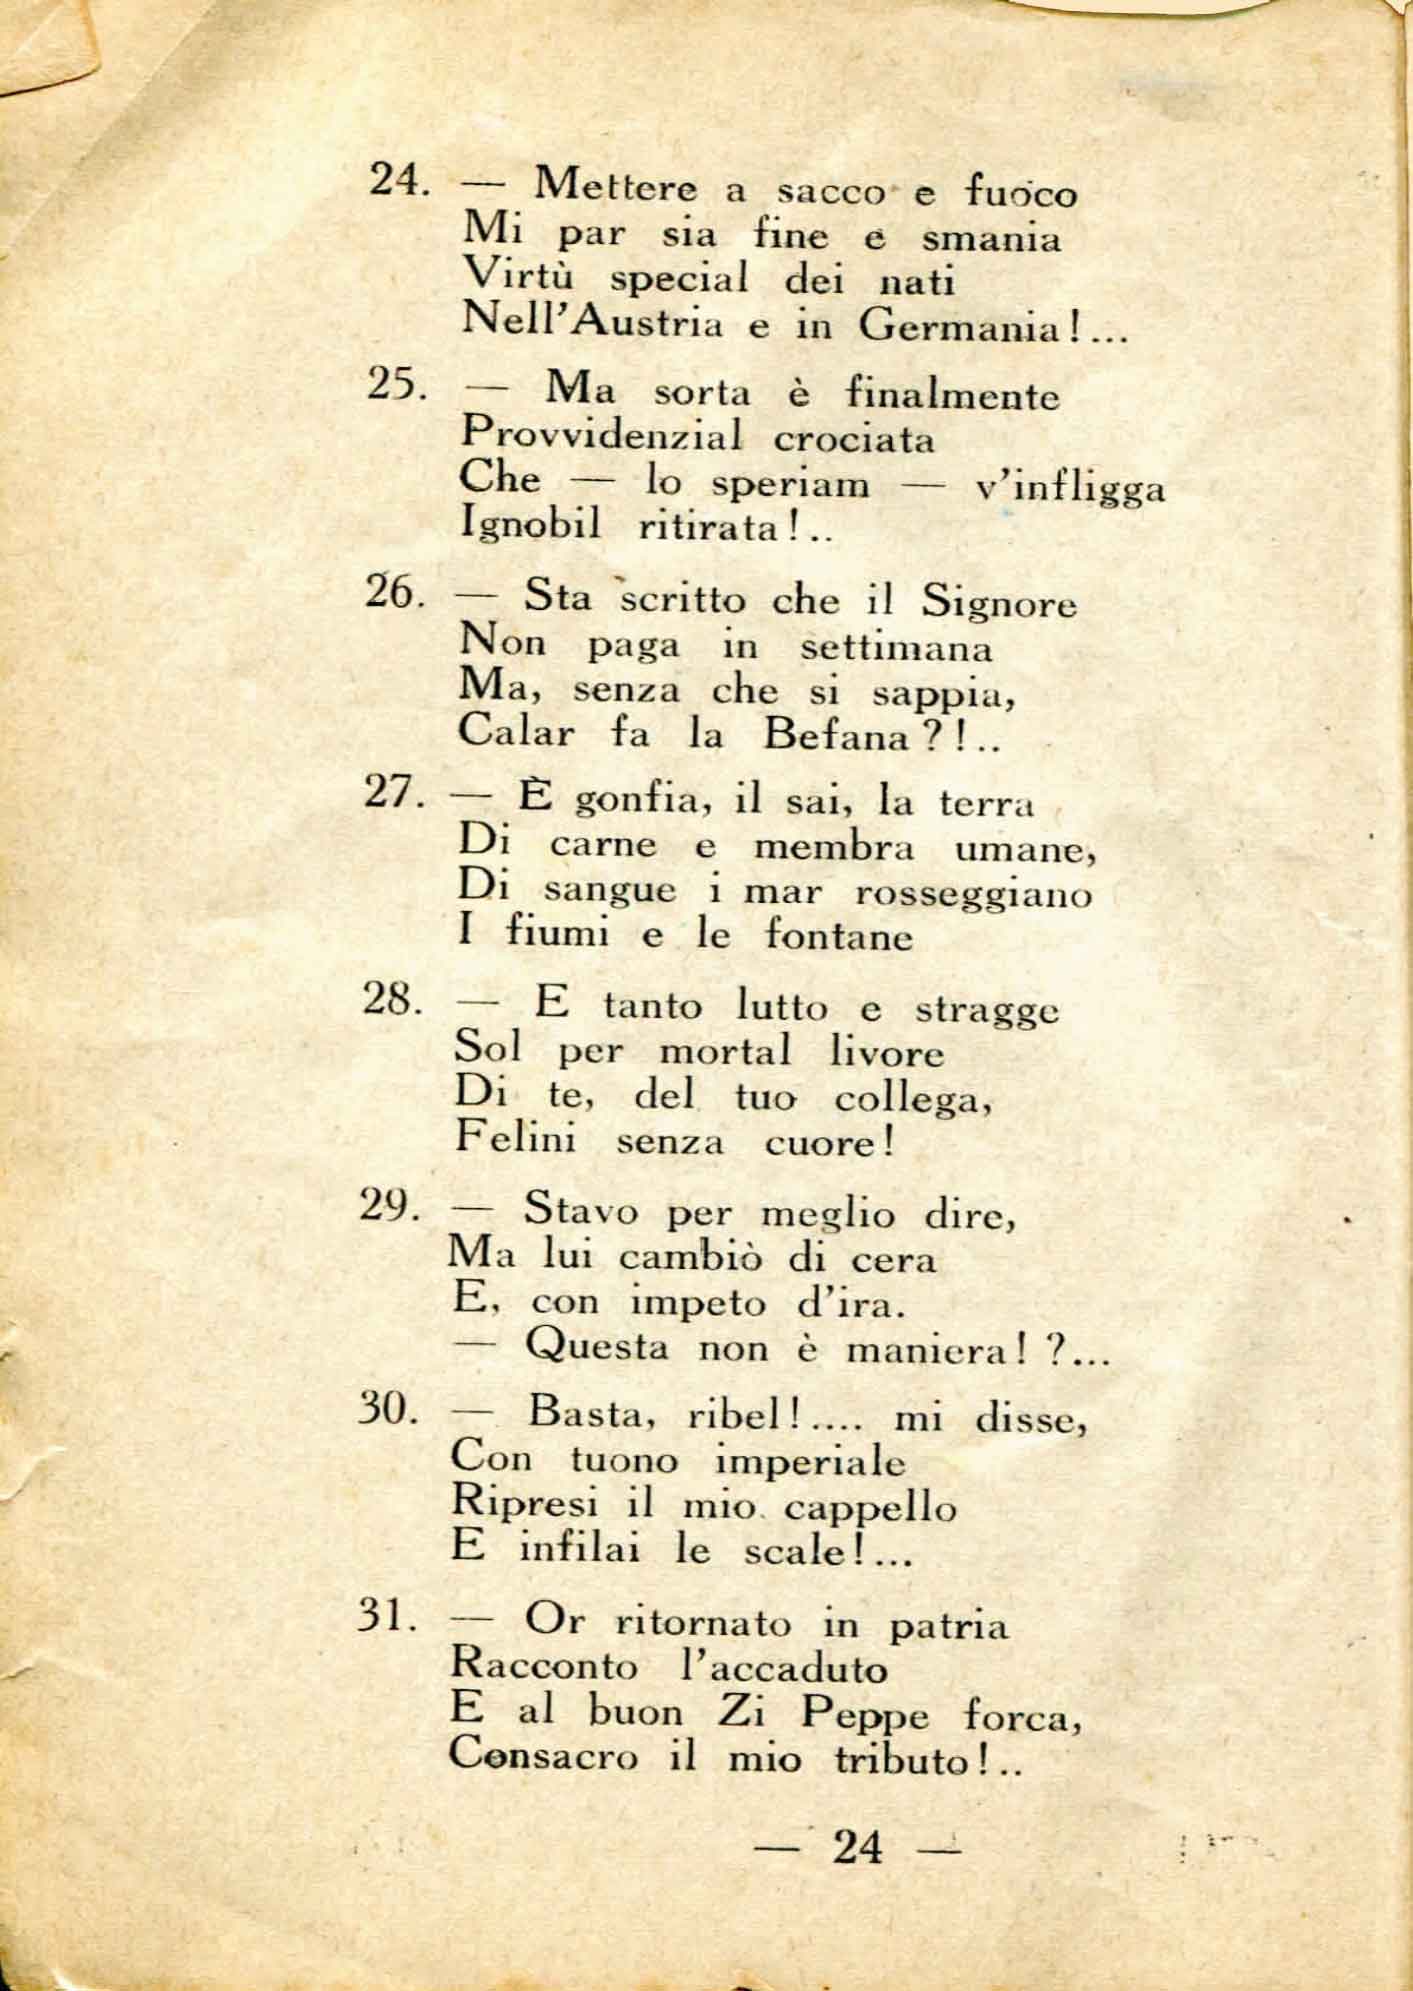 24. — Mettere a sacco e fuoco
Mi par sia fine e smania
Virtù special dei nati
Nell'Austria e in Germania!...
25. — Ma sorta è finalmente
Provvidenzial crociata
Che — lo speriam — v'infligga
Ignobil ritirata!..
26. — Sta scritto che il Signore
Non paga in settimana
Ma, senza che si sappia,
Calar fa la Befana?!..
27. — È gonfia, il sai, la terra
Di carne e membra umane,
Di sangue i mar rosseggiano
I fiumi e le fontane
28. — E tanto lutto e stragge
Sol per mortal livore
Di te, del tuo collega,
Felini senza cuore!
29. — Stavo per meglio dire,
Ma lui cambiò di cera
E, con impeto d'ira.
— Questa non è maniera! ?...
30. — Basta, ribel!.... mi disse,
Con tuono imperiale
Ripresi il mio cappello
E infilai le scale!...
31. — Or ritornato in patria
Racconto l'accaduto
E al buon Zi Peppe forca,
Consacro il mio tributo!..
— 24 —